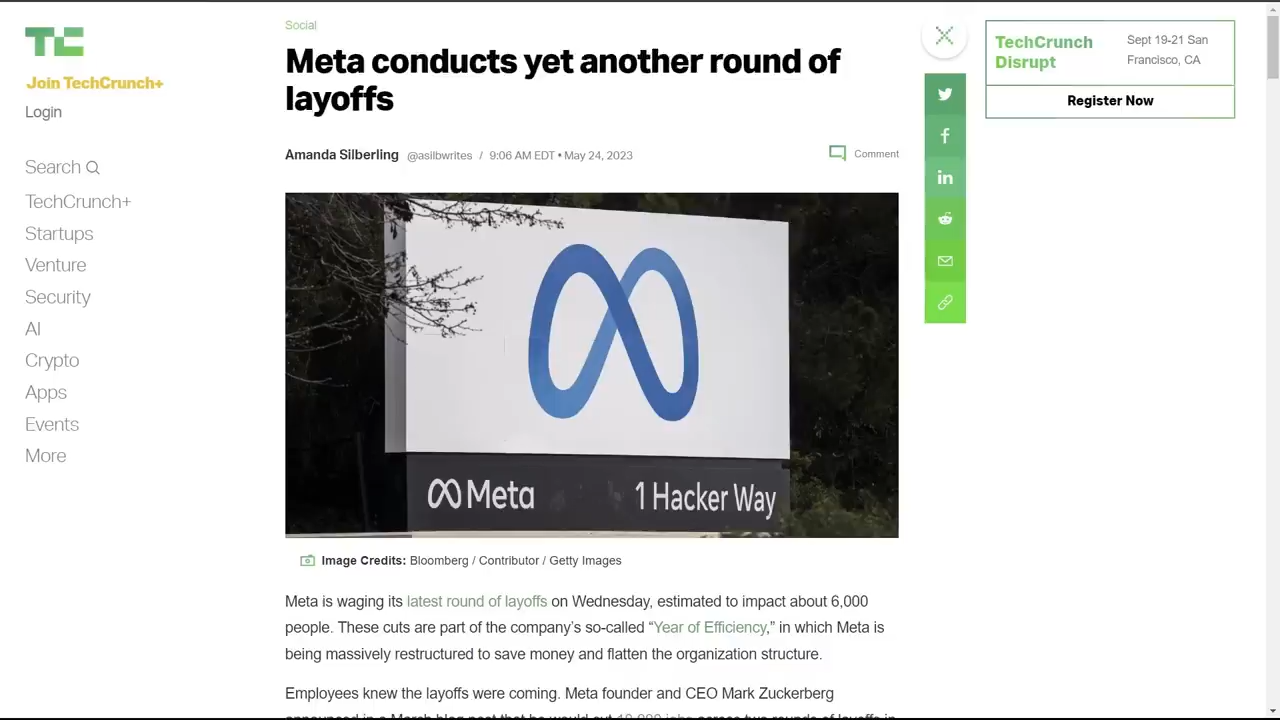 TC
Join TechCrunch+
Login
Search
TechCrunch+
Startups
Venture
Security
AI
Crypto
Apps
Events
More
Social
Meta conducts yet another round of
layoffs
Amanda Silberling @asilbwrites / 9:06 AM EDT • May 24, 2023
Comment
Meta 1 Hacker Way
Image Credits: Bloomberg / Contributor / Getty Images
Meta is waging its latest round of layoffs on Wednesday, estimated to impact about 6,000
people. These cuts are part of the company’s so-called “Year of Efficiency,” in which Meta is
being massively restructured to save money and flatten the organization structure.
Employees knew the layoffs were coming. Meta founder and CEO Mark Zuckerberg
f
in
TechCrunch
Disrupt
Sept 19-21 San
Francisco, CA
Register Now